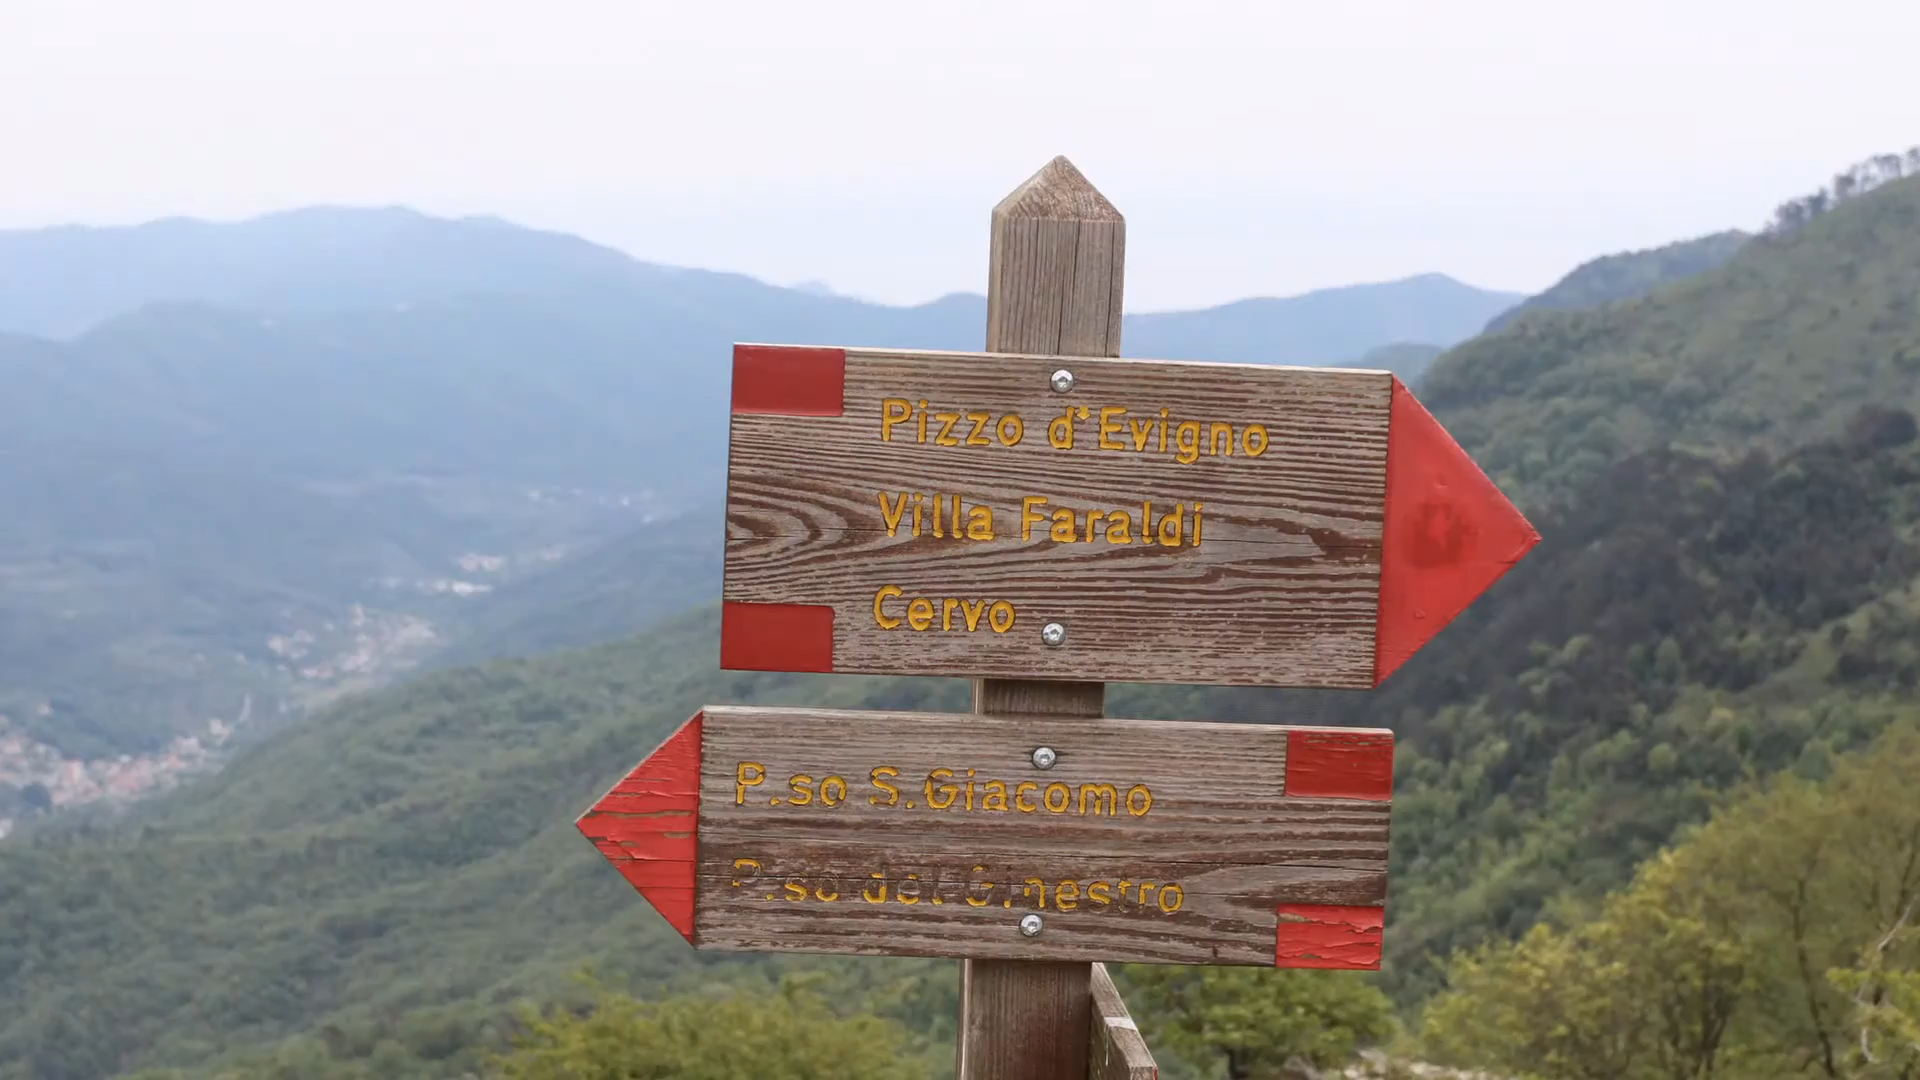 Pizzo d'Evigno
Villa Faraldi
Cervo
P.so S.Giacomo
P.so del Ginestro